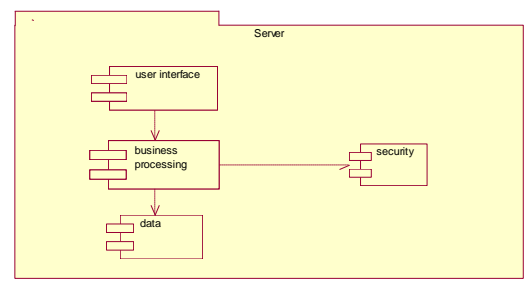 Server
user interface
business
processing
security
data